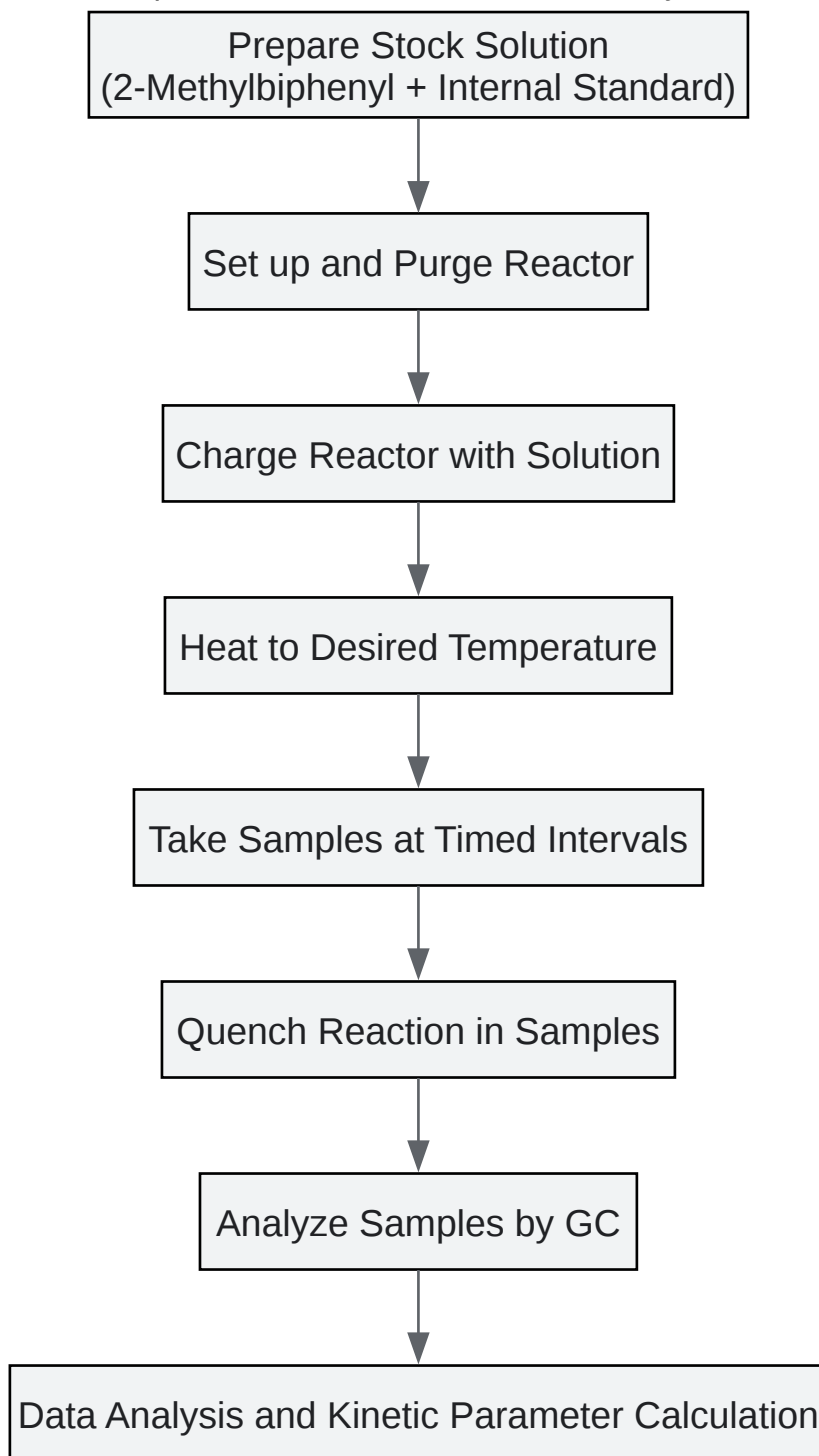 Prepare Stock Solution
(2-Methylbiphenyl + Internal Standard)
Set up and Purge Reactor
Charge Reactor with Solution
Heat to Desired Temperature
Take Samples at Timed Intervals
Quench Reaction in Samples
Analyze Samples by GC
Data Analysis and Kinetic Parameter Calculation